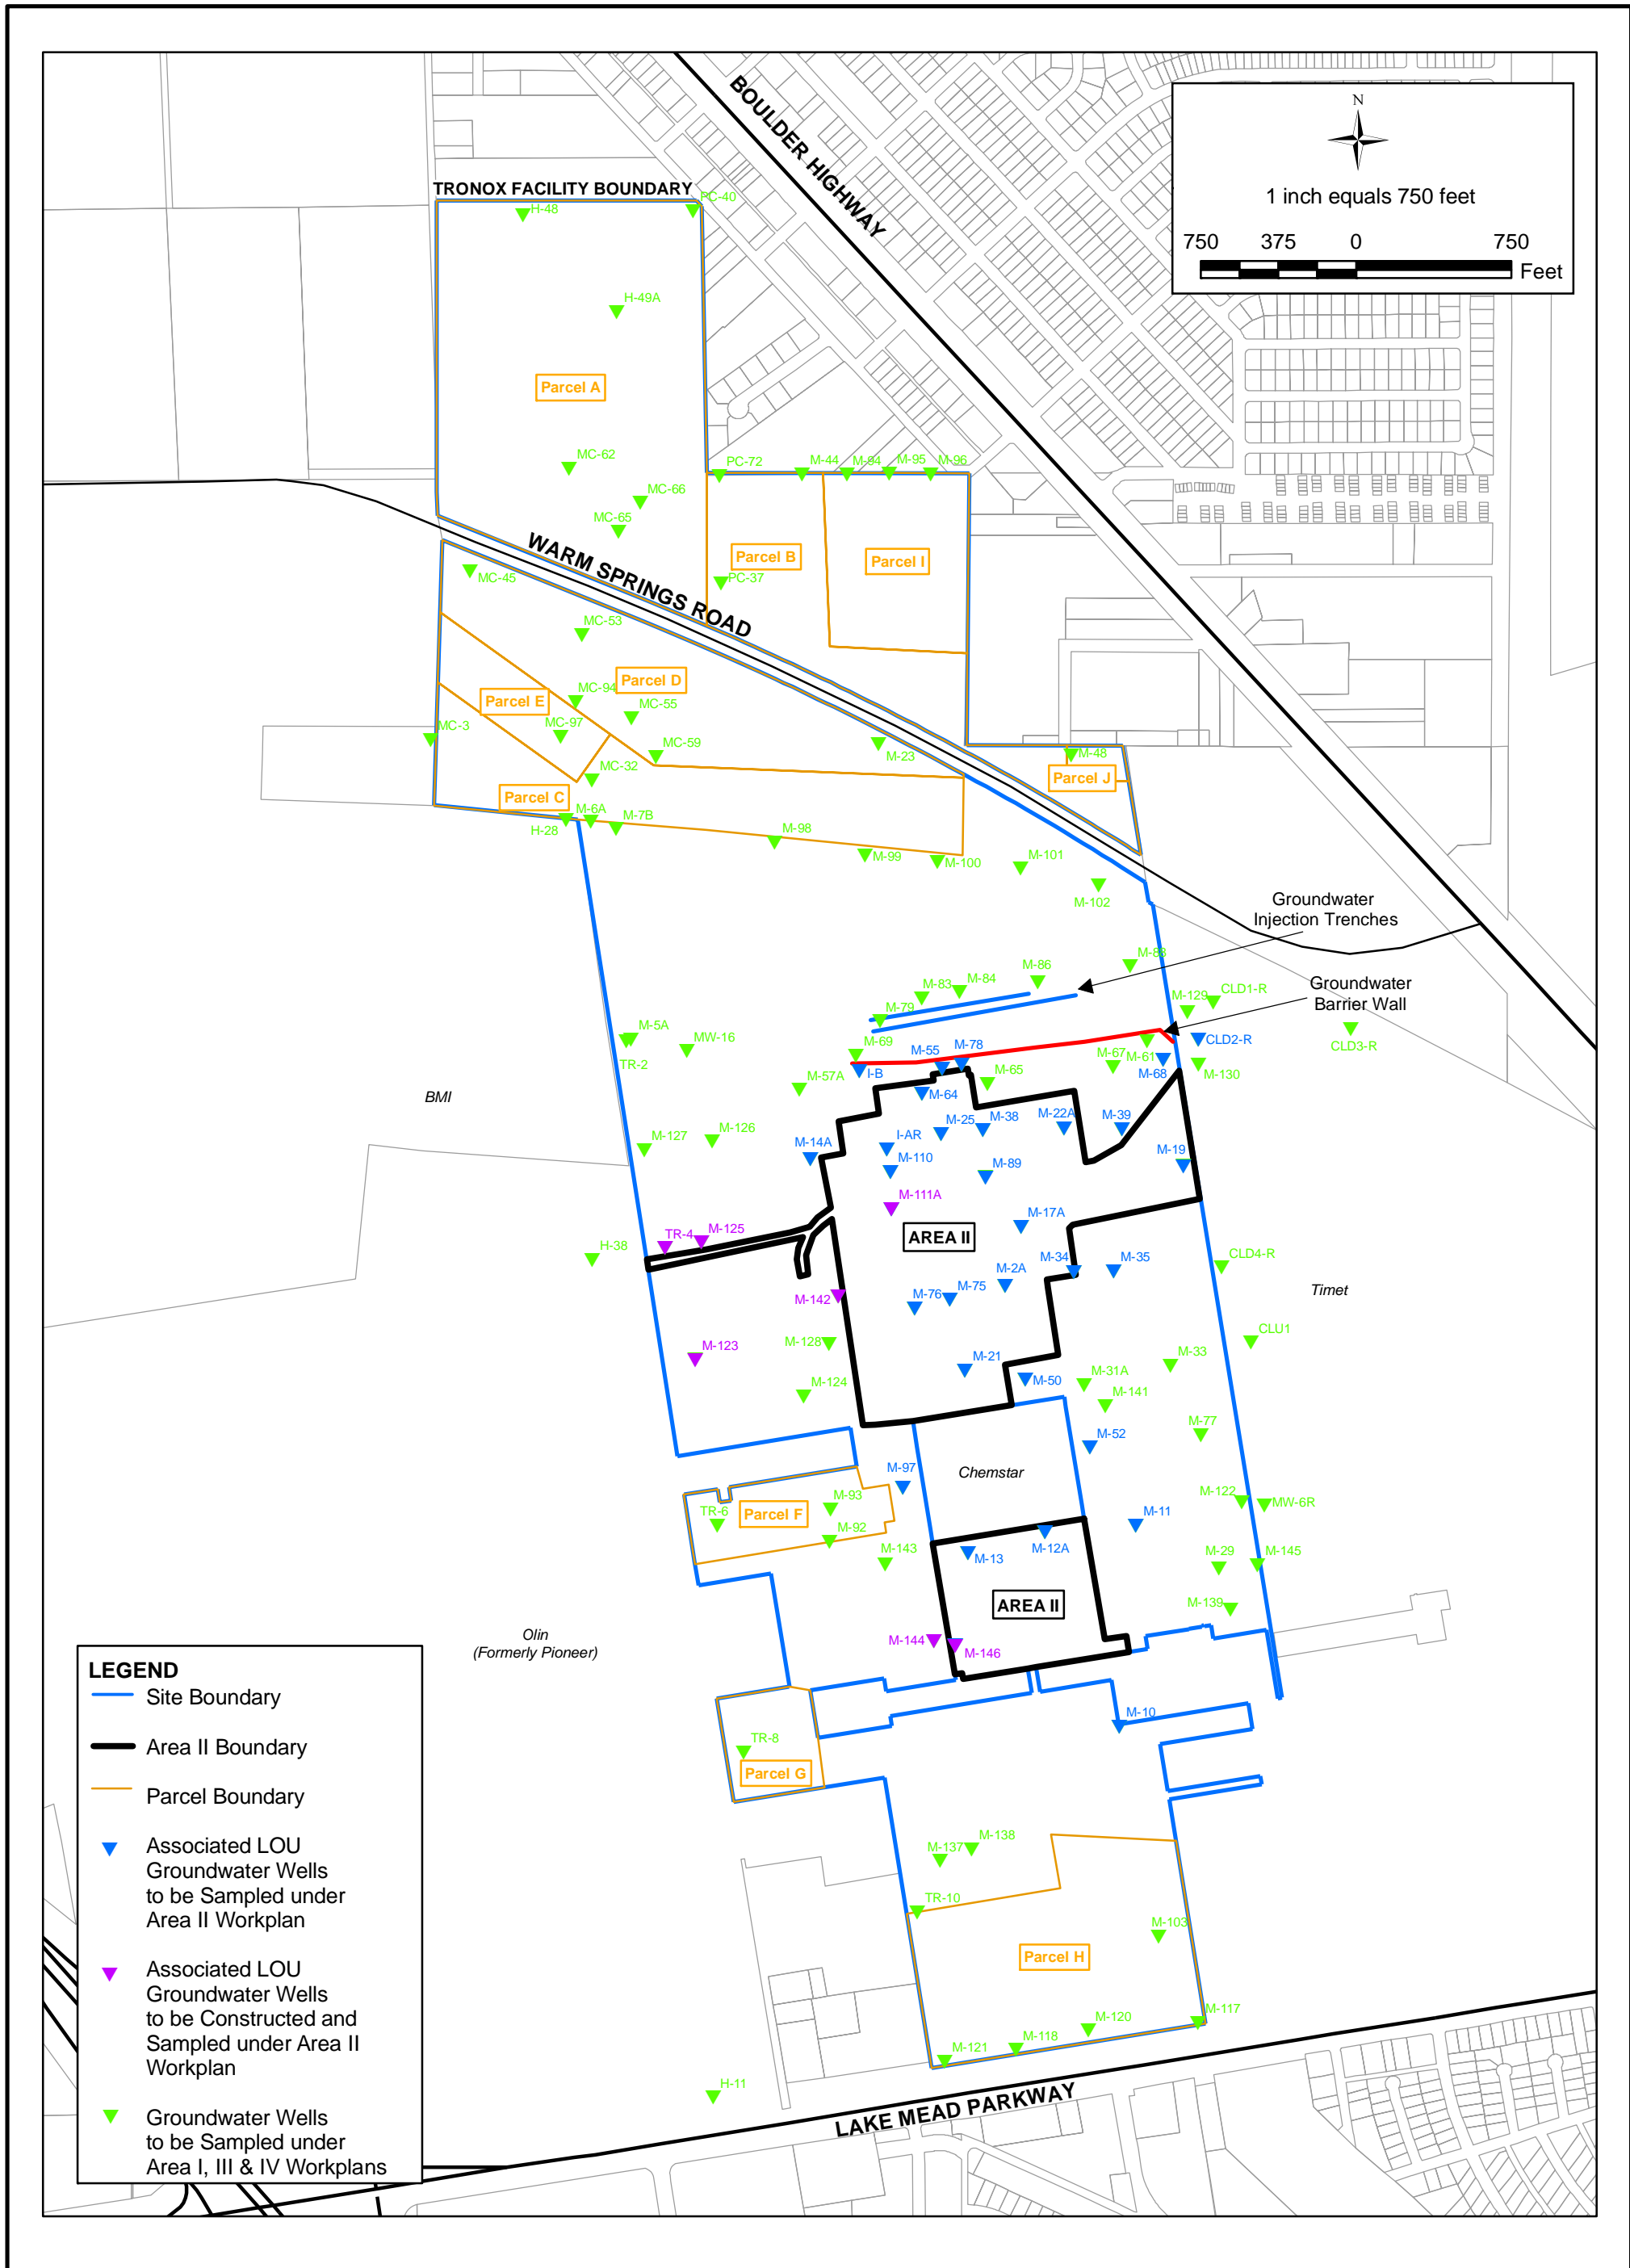 BOULDER HIGHWAY
N
1 inch equals 750 feet
750 375 0 750
Feet
TRONOX FACILITY BOUNDARY
PC-40
H-48
H-49A
Parcel A
MC-62
PC-72
M-44
M-94
M-95
M-96
MC-66
MC-65
WARM SPRINGS ROAD
Parcel B
Parcel I
MC-45
PC-37
MC-53
Parcel D
MC-94
Parcel E
MC-55
MC-97
MC-3
MC-59
M-23
M-48
MC-32
Parcel J
Parcel C
M-6A
M-7B
H-28
M-98
M-99
M-100
M-101
M-102
Groundwater
Injection Trenches
M-88
M-86
M-84
M-83
Groundwater
Barrier Wall
M-79
M-129
CLD1-R
M-5A
MW-16
M-69
M-55
M-78
CLD2-R
CLD3-R
TR-2
M-67
M-61
M-68
M-130
I-B
M-57A
M-65
M-64
BMI
M-25
M-38
M-22A
M-39
M-127
M-126
M-14A
I-AR
M-110
M-89
M-19
M-111A
M-17A
AREA II
TR-4
M-125
H-38
M-34
M-35
CLD4-R
M-2A
M-75
M-76
M-142
Timet
M-128
M-123
CLU1
M-33
M-21
M-50
M-31A
M-124
M-141
M-77
M-52
M-97
Chemstar
M-93
M-122
MW-6R
TR-6
Parcel F
M-92
M-11
M-12A
M-13
M-143
M-29
M-145
AREA II
M-139
Olin
(Formerly Pioneer)
M-144
M-146
M-10
TR-8
Parcel G
M-138
M-137
TR-10
M-103
Parcel H
M-117
M-120
M-118
M-121
H-11
LAKE MEAD PARKWAY
LEGEND
Site Boundary
Area II Boundary
Parcel Boundary
Associated LOU
Groundwater Wells
to be Sampled under
Area II Workplan
Associated LOU
Groundwater Wells
to be Constructed and
Sampled under Area II
Workplan
Groundwater Wells
to be Sampled under
Area I, III & IV Workplans